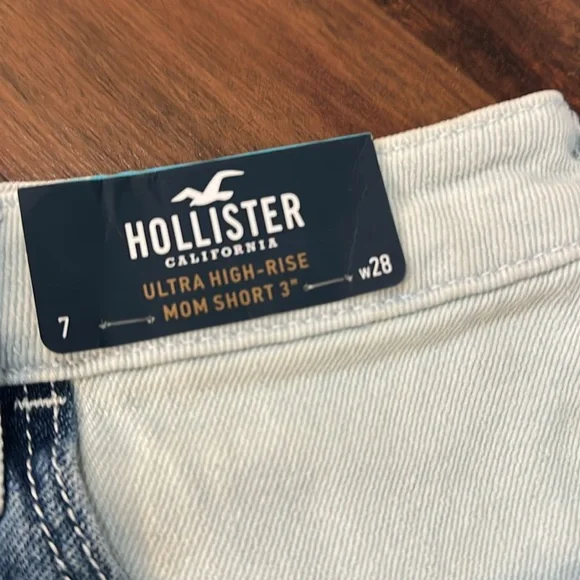 HOLLISTER
CALIFORNIA
ULTRA HIGH-RISE
MOM SHORT 3"
7
W28